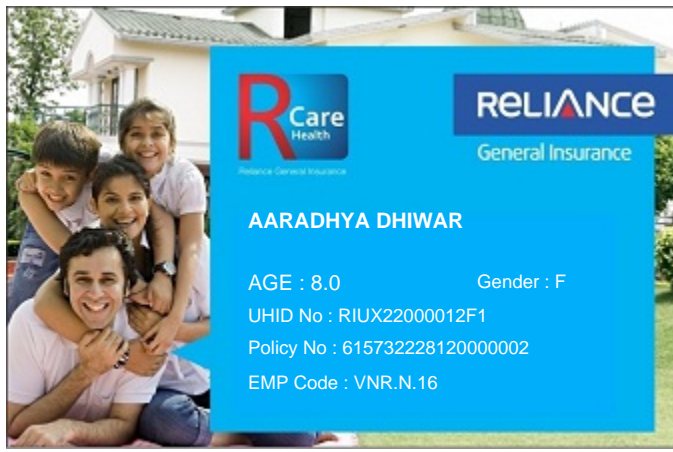 R Care
Health
Reliance General Insurance
RELIANCE
General Insurance
AARADHYA DHIWAR
AGE : 8.0
Gender : F
UHID No : RIUX22000012F1
Policy No : 615732228120000002
EMP Code : VNR.N.16